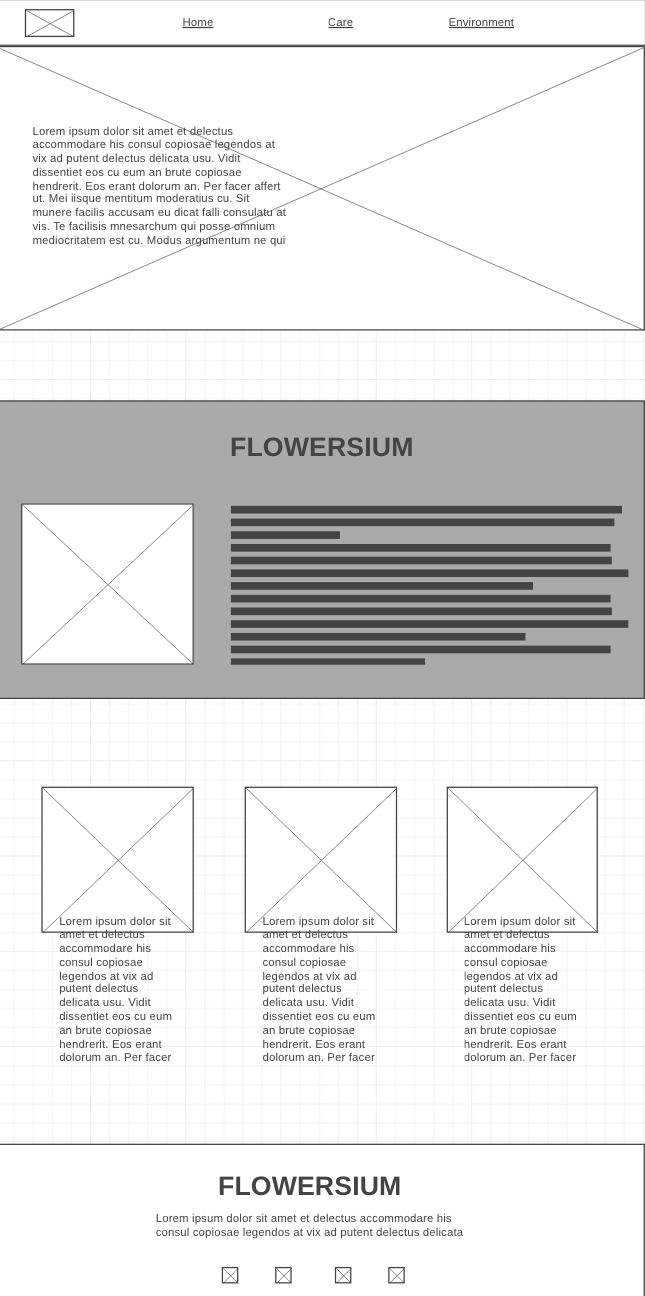 Home Care Environment
Lorem ipsum dolor sit amet et delectus
accommodare his consul copiosae legendos at
vix ad putent delectus delicata usu. Vidit
dissentiet eos cu eum an brute copiosae
hendrerit. Eos erant dolorum an. Per facer affert
ut. Mei iisque mentitum moderatius cu. Sit
munere facilis accusam eu dicat falli consulatu at
vis. Te facilisis mnesarchum qui posse omnium
mediocritatem est cu. Modus argumentum ne qui
FLOWERSIUM
Lorem ipsum dolor sit
amet et delectus
accommodare his
consul copiosae
legendos at vix ad
putent delectus
delicata usu. Vidit
dissentiet eos cu eum
an brute copiosae
hendrerit. Eos erant
dolorum an. Per facer
Lorem ipsum dolor sit
amet et delectus
accommodare his
consul copiosae
legendos at vix ad
putent delectus
delicata usu. Vidit
dissentiet eos cu eum
an brute copiosae
hendrerit. Eos erant
dolorum an. Per facer
Lorem ipsum dolor sit
amet et delectus
accommodare his
consul copiosae
legendos at vix ad
putent delectus
delicata usu. Vidit
dissentiet eos cu eum
an brute copiosae
hendrerit. Eos erant
dolorum an. Per facer
FLOWERSIUM
Lorem ipsum dolor sit amet et delectus accommodare his
consul copiosae legendos at vix ad putent delectus delicata